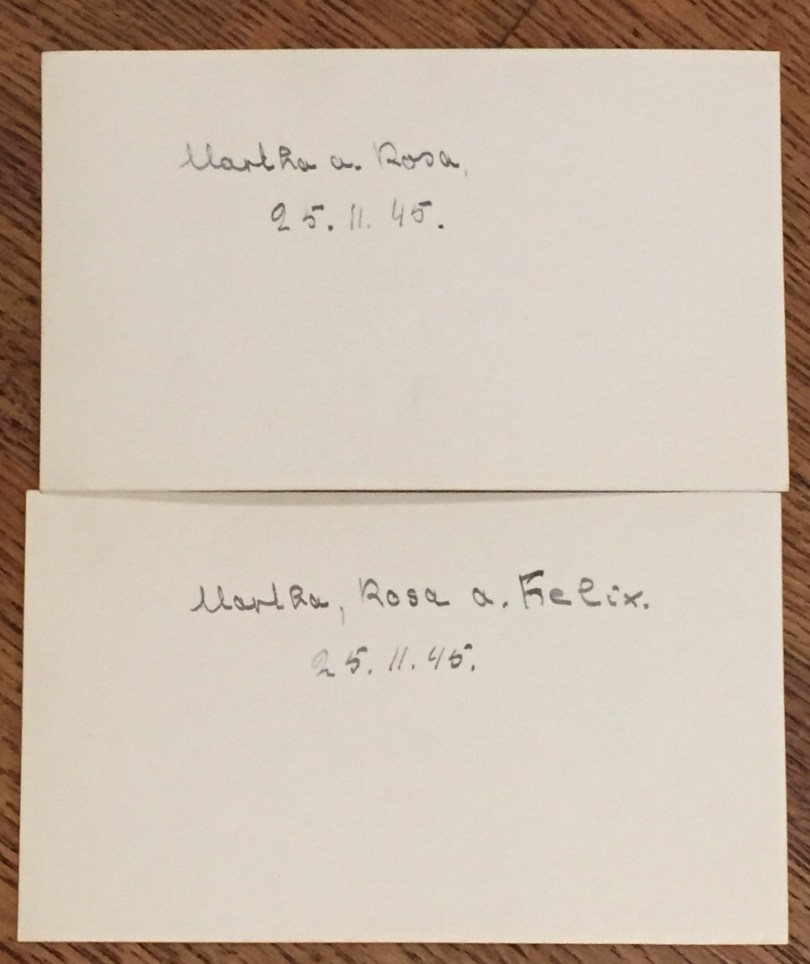 Martha a. Rosa,
25. 11. 45.
Martha, Rosa a. Felix.
25. 11. 45.